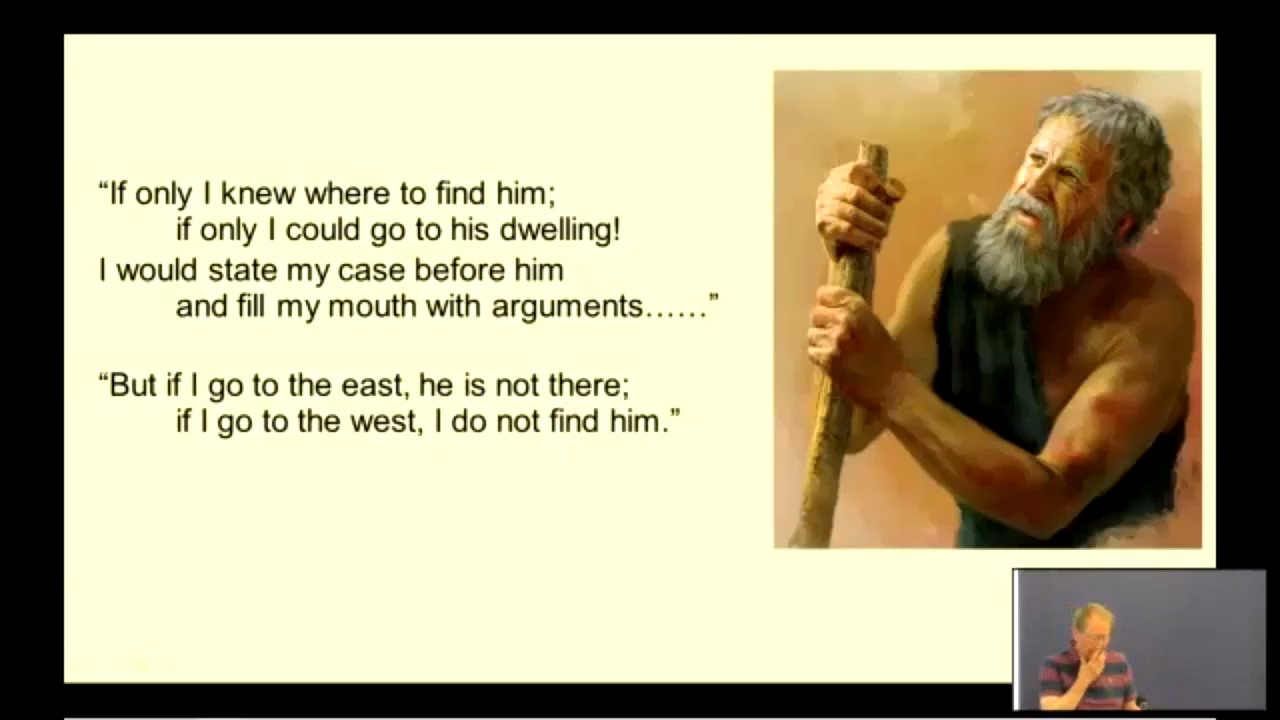 “If only I knew where to find him;
if only I could go to his dwelling!
I would state my case before him
and fill my mouth with arguments……”
“But if I go to the east, he is not there;
if I go to the west, I do not find him.”